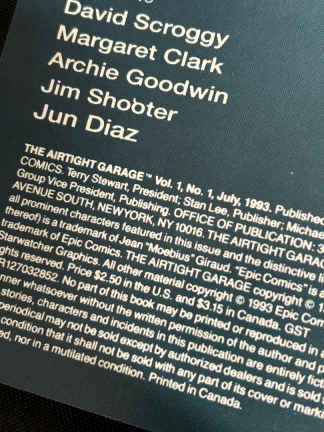 David Scroggy
Margaret Clark
Archie Goodwin
Jim Shooter
Jun Diaz
THE AIRTIGHT GARAGE™ Vol. 1, No. 1, July, 1993. Published
COMICS. Terry Stewart, President; Stan Lee, Publisher; Michael
Group Vice President, Publishing. OFFICE OF PUBLICATION: 3
AVENUE SOUTH, NEW YORK, NY 10016. THE AIRTIGHT GARAGE
all prominent characters featured in this issue and the distinctive
thereof) is a trademark of Jean "Moebius" Giraud. "Epic Comics" is a
trademark of Epic Comics. THE AIRTIGHT GARAGE copyright © 1
Starwatcher Graphics. All other material copyright © 1993 Epic Com
ghts reserved. Price $2.50 in the U.S. and $3.15 in Canada. GST
R127032852. No part of this book may be printed or reproduced in a
nner whatsoever without the written permission of the author and p
stones, characters and incidents in this publication are entirely fict
periodical may not be sold except by authorized dealers and is sold
condition that it shall not be sold with any part of its cover or marki
ed, nor in a mutilated condition. Printed in Canada.